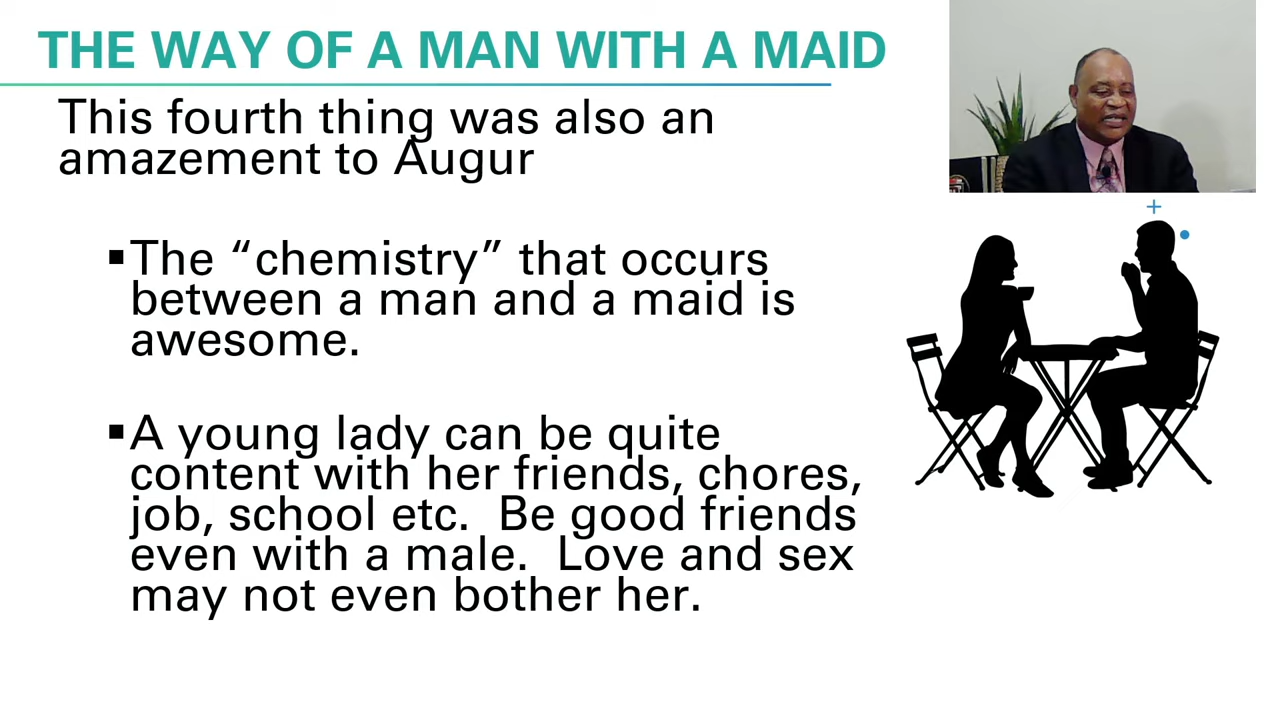 THE WAY OF A MAN WITH A MAID
This fourth thing was also an
amazement to Augur
▪The “chemistry” that occurs
between a man and a maid is
awesome.
▪A young lady can be quite
content with her friends, chores,
job, school etc.  Be good friends
even with a male.  Love and sex
may not even bother her.